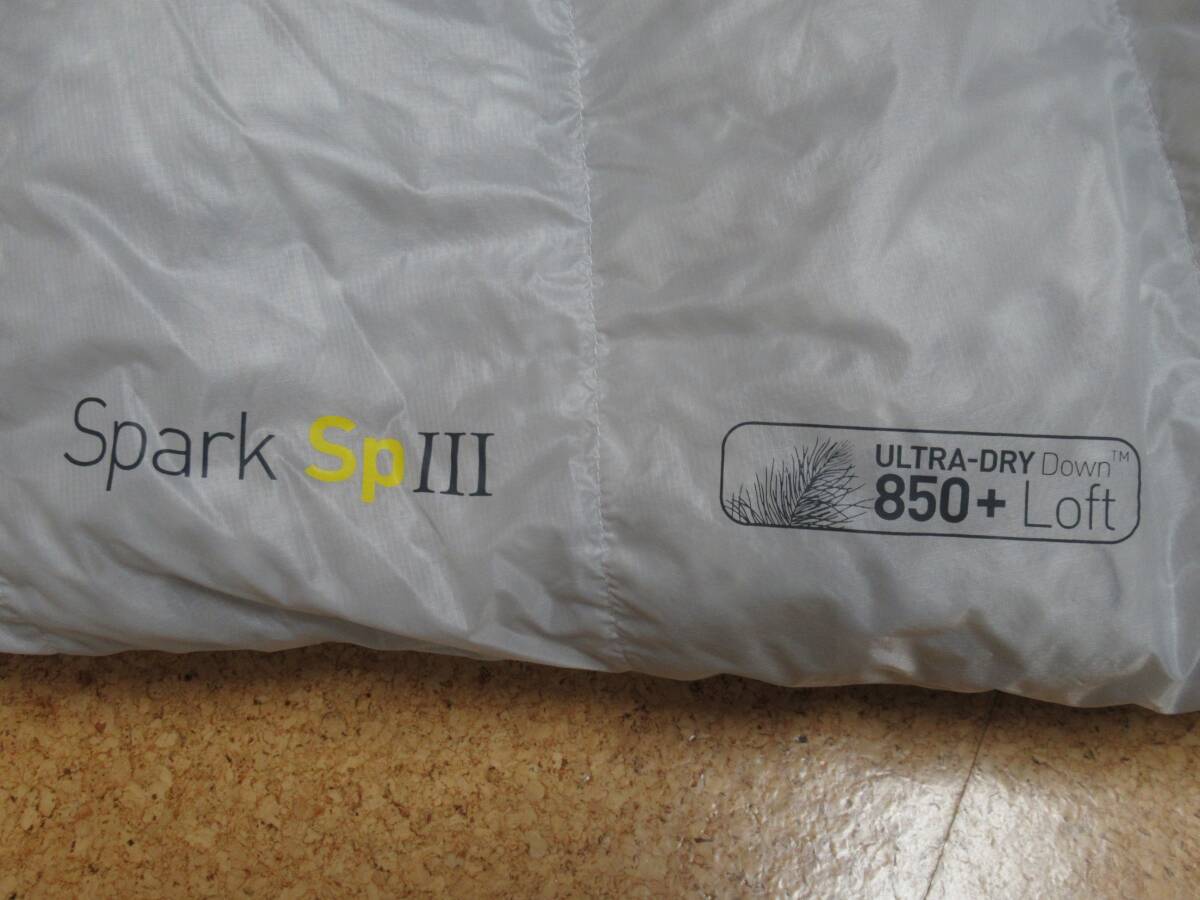 Spark SpIII
ULTRA-DRY Down™
850+ Loft